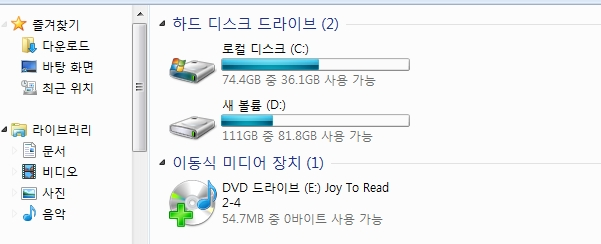 즐겨찾기
다운로드
바탕 화면
최근 위치
라이브러리
문서
비디오
사진
음악
하드 디스크 드라이브 (2)
로컬 디스크 (C:)
74.4GB 중 36.1GB 사용 가능
새 볼륨 (D:)
111GB 중 81.8GB 사용 가능
이동식 미디어 장치 (1)
DVD 드라이브 (E:) Joy To Read
2-4
54.7MB 중 0바이트 사용 가능